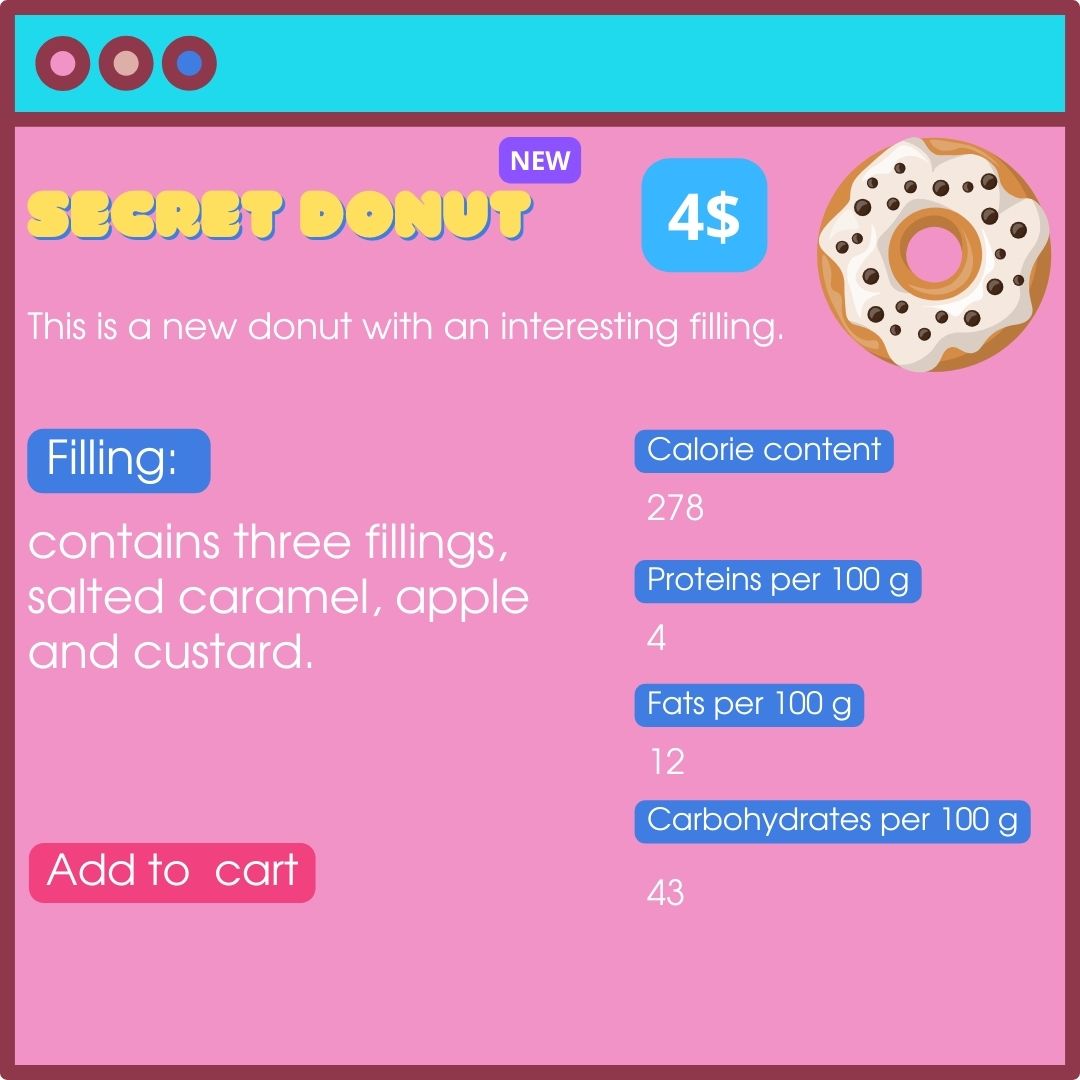 NEW
SECRET DONUT
4$
This is a new donut with an interesting filling.
Filling:
contains three fillings,
salted caramel, apple
and custard.
Add to cart
Calorie content
278
Proteins per 100 g
4
Fats per 100 g
12
Carbohydrates per 100 g
43